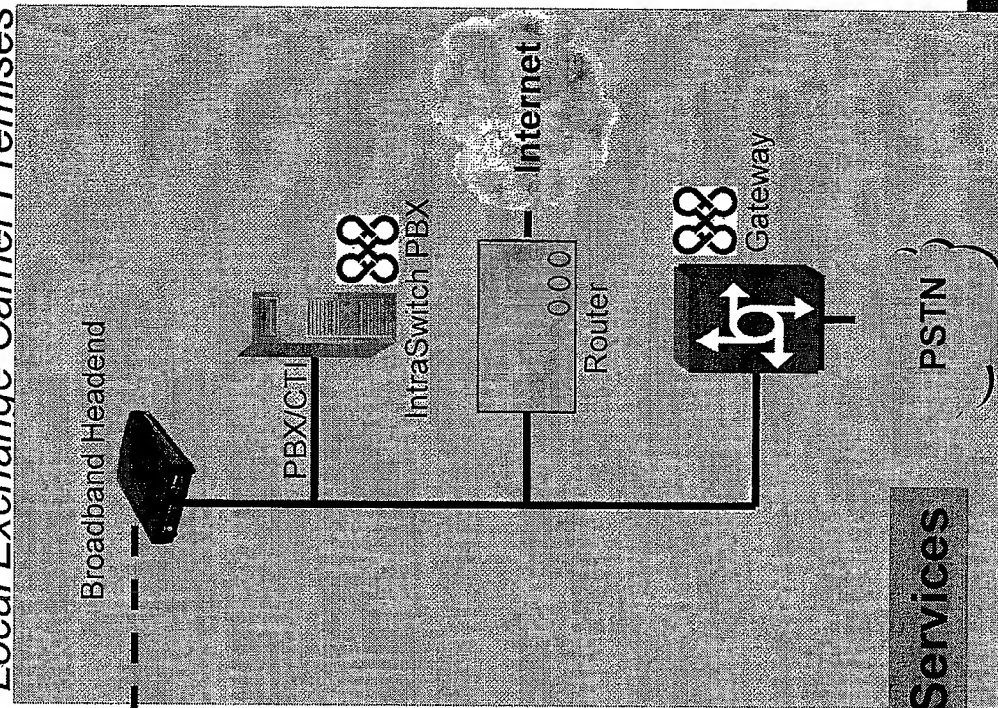 Local Exchange Carrier Premises
Broadband Headend
PBX/CTI
IntraSwitch PBX
Internet
Router
Gateway
PSTN
Services